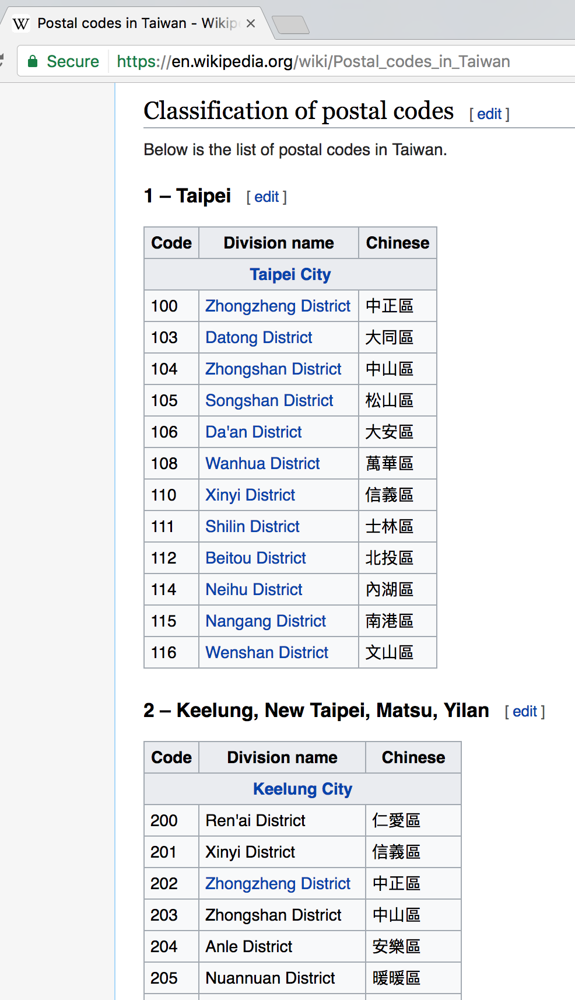 W Postal codes in Taiwan - Wikip ×
Secure https://en.wikipedia.org/wiki/Postal_codes_in_Taiwan
Classification of postal codes [ edit ]
Below is the list of postal codes in Taiwan.
1 – Taipei [ edit ]
Code Division name Chinese
Taipei City
100 Zhongzheng District 中正區
103 Datong District 大同區
104 Zhongshan District 中山區
105 Songshan District 松山區
106 Da'an District 大安區
108 Wanhua District 萬華區
110 Xinyi District 信義區
111 Shilin District 士林區
112 Beitou District 北投區
114 Neihu District 內湖區
115 Nangang District 南港區
116 Wenshan District 文山區
2 – Keelung, New Taipei, Matsu, Yilan [ edit ]
Code Division name Chinese
Keelung City
200 Ren'ai District 仁愛區
201 Xinyi District 信義區
202 Zhongzheng District 中正區
203 Zhongshan District 中山區
204 Anle District 安樂區
205 Nuannuan District 暖暖區